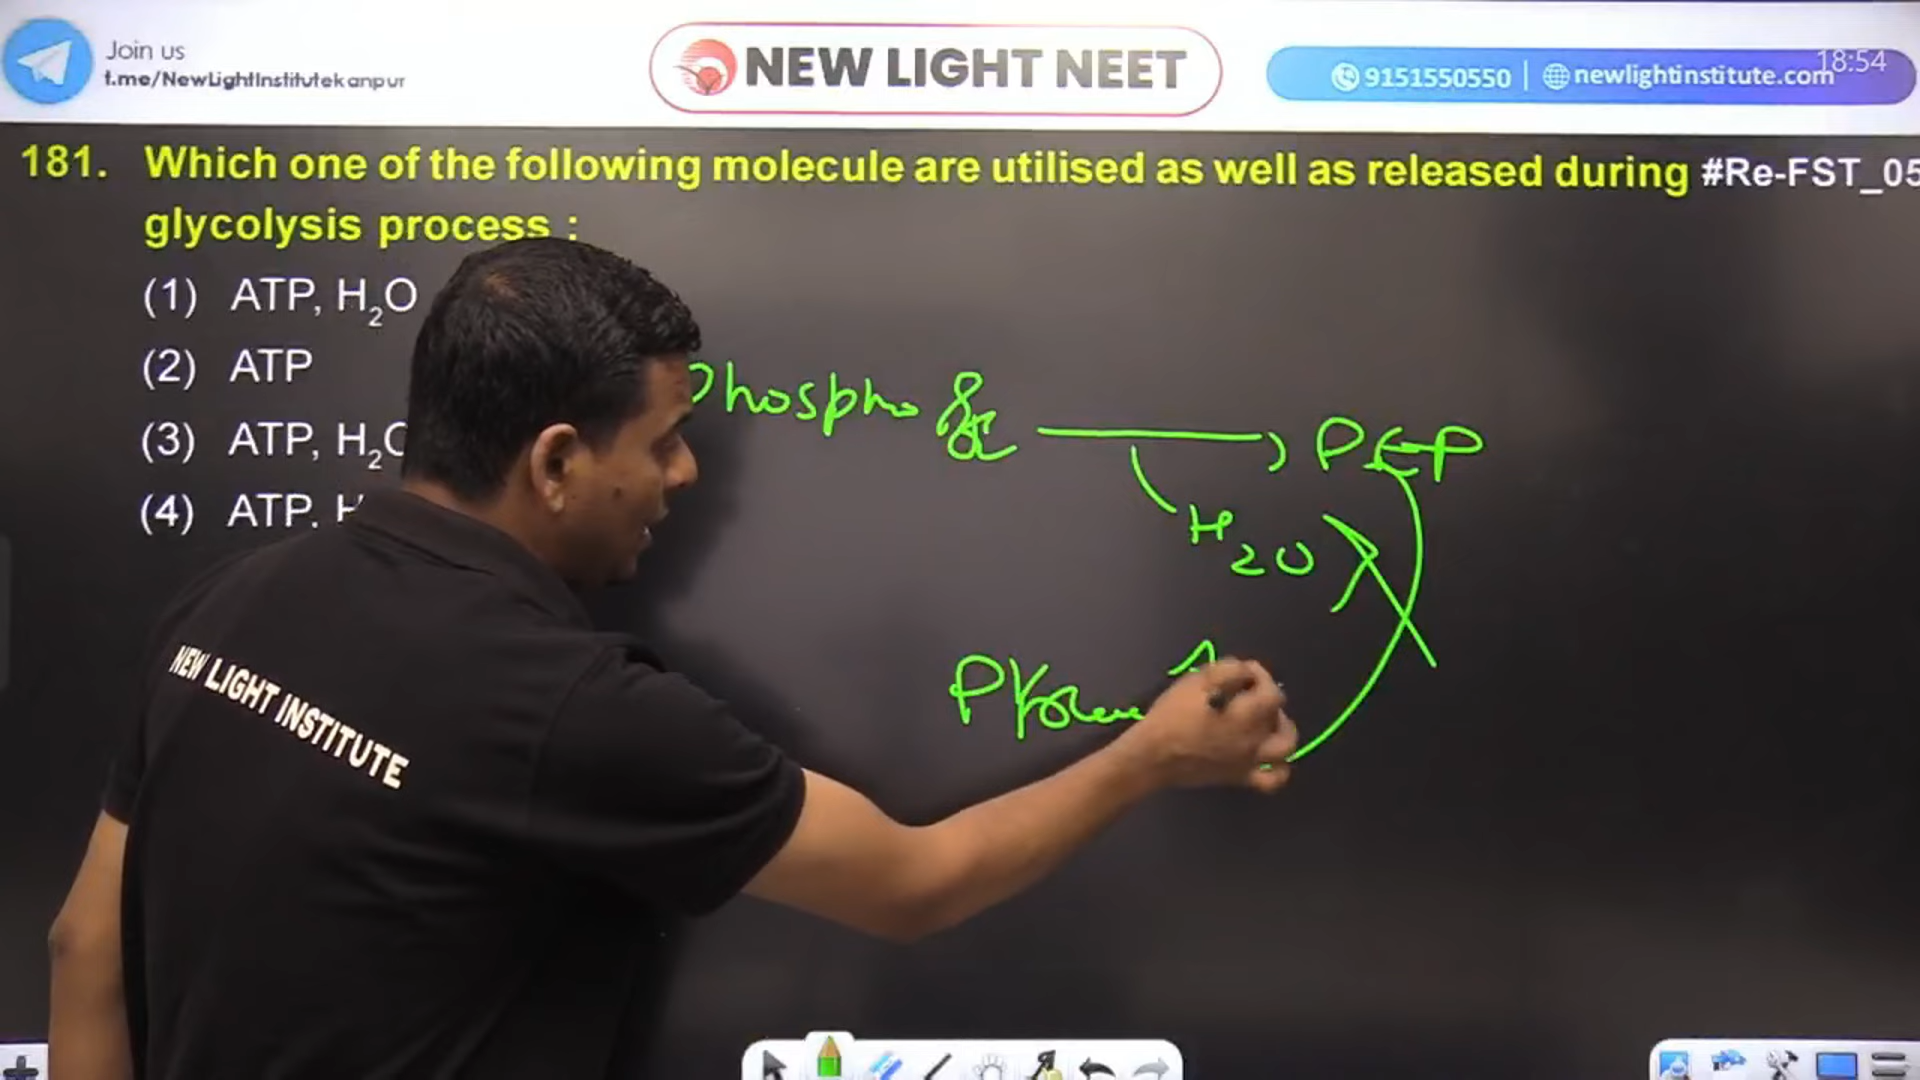 Join us
t.me/NewLightInstitutekanpur
NEW LIGHT NEET
9151550550 | newlightinstitute.com
18:54
181. Which one of the following molecule are utilised as well as released during #Re-FST_05
glycolysis process :
(1) ATP, H₂O
(2) ATP
(3) ATP, H₂O
(4) ATP, H
Phospho
PEP
H₂O
NEW LIGHT INSTITUTE